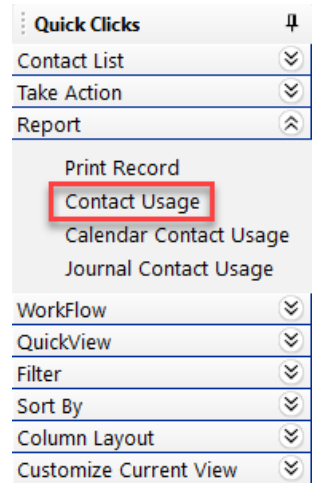 Quick Clicks
Contact List
Take Action
Report
Print Record
Contact Usage
Calendar Contact Usage
Journal Contact Usage
WorkFlow
QuickView
Filter
Sort By
Column Layout
Customize Current View